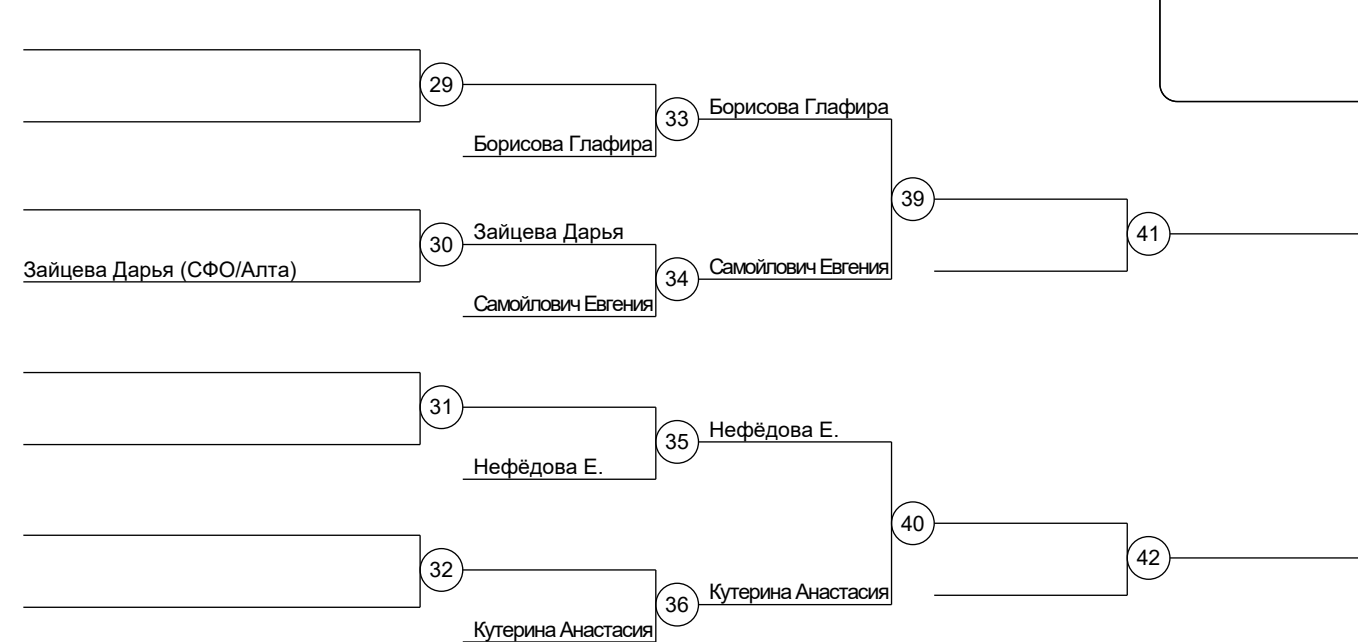 29
33
Борисова Глафира
Борисова Глафира
39
30
Зайцева Дарья
41
Зайцева Дарья (СФО/Алта)
34
Самойлович Евгения
Самойлович Евгения
31
35
Нефёдова Е.
Нефёдова Е.
40
32
42
36
Кутерина Анастасия
Кутерина Анастасия